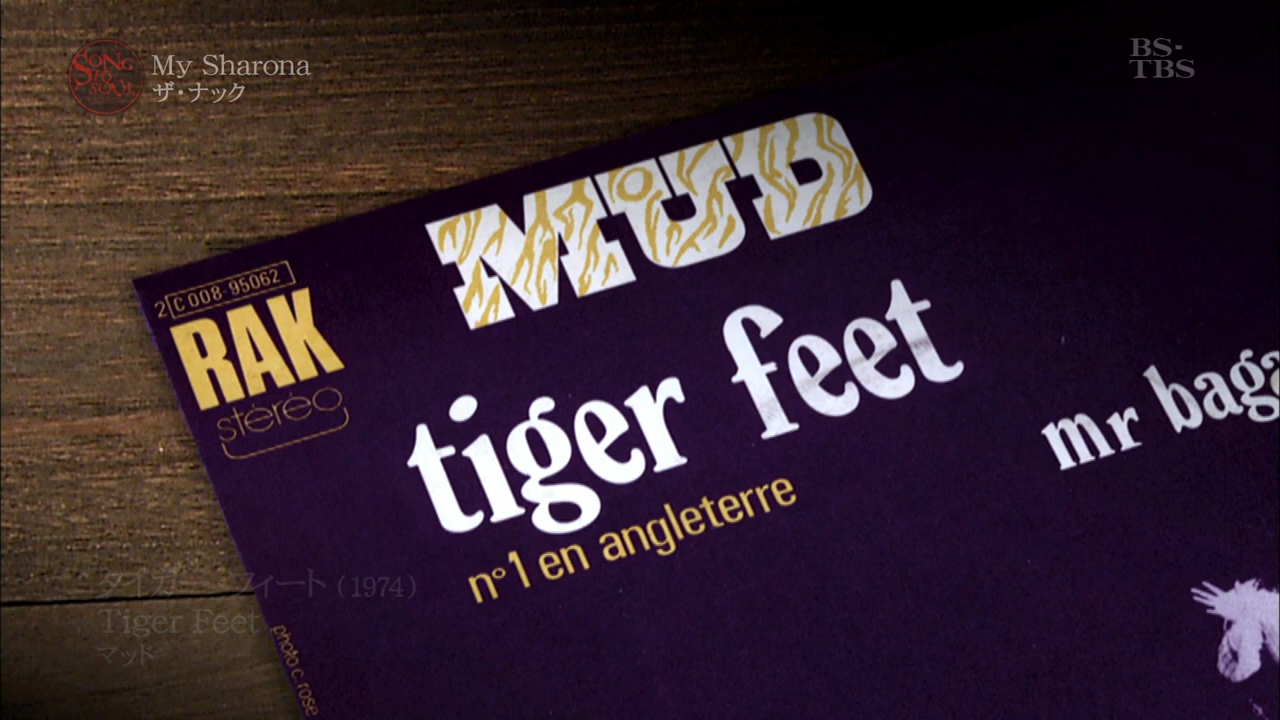 SONG TO SOUL
My Sharona
ザ・ナック
BS-
TBS
MUD
2 C 008-95062
RAK
stéréo
tiger feet
mr baga
n°1 en angleterre
タイガー・フィート (1974)
Tiger Feet
マッド
photo c. rose